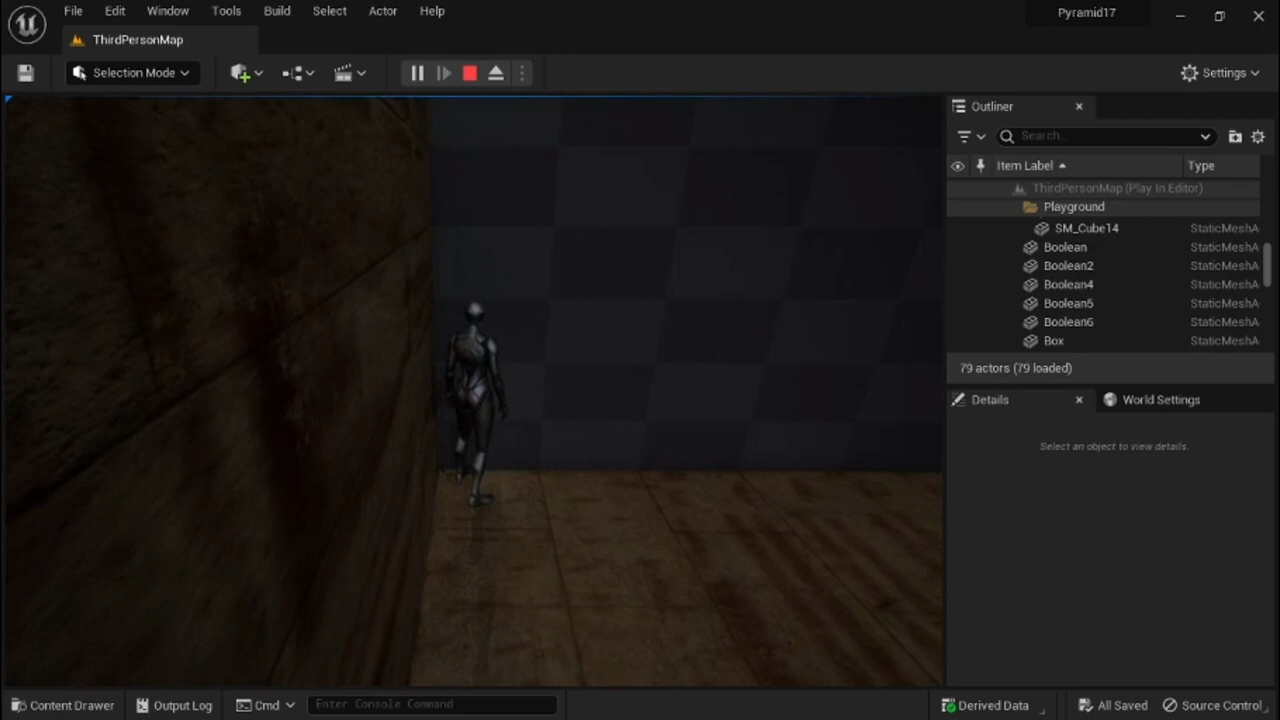 File Edit Window Tools Build Select Actor Help
Pyramid17
ThirdPersonMap
Selection Mode
Settings
Outliner
Search...
Item Label Type
ThirdPersonMap (Play In Editor)
Playground
SM_Cube14 StaticMeshA
Boolean StaticMeshA
Boolean2 StaticMeshA
Boolean4 StaticMeshA
Boolean5 StaticMeshA
Boolean6 StaticMeshA
Box StaticMeshA
79 actors (79 loaded)
Details World Settings
Select an object to view details.
Content Drawer Output Log Cmd Enter Console Command Derived Data All Saved Source Control